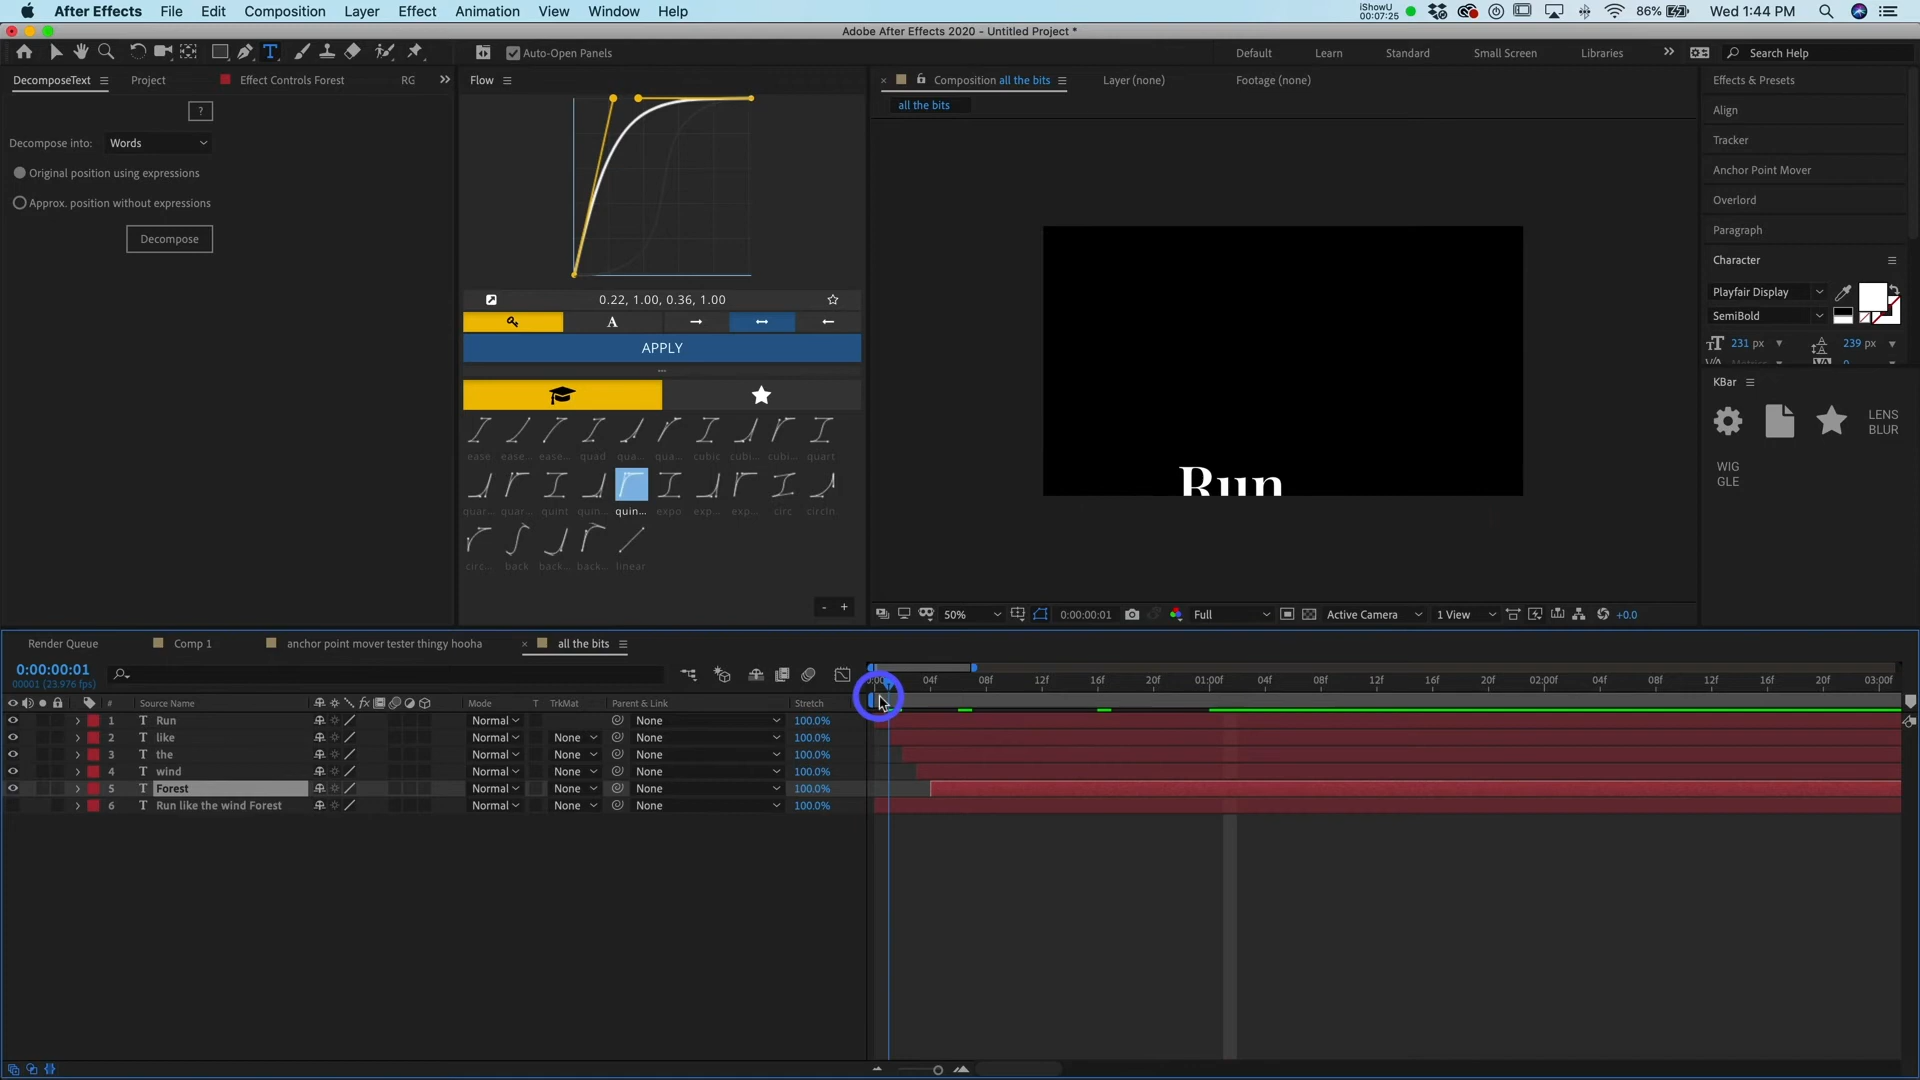 After Effects File Edit Composition Layer Effect Animation View Window Help iShowU 00:07:25 86% Wed 1:44 PM
Adobe After Effects 2020 - Untitled Project *
Auto-Open Panels Default Learn Standard Small Screen Libraries Search Help
DecomposeText Project Effect Controls Forest RG Flow Composition all the bits Layer (none) Footage (none) Effects & Presets
all the bits
?
Align
Decompose into: Words
Tracker
Original position using expressions
Anchor Point Mover
Approx. position without expressions
Overlord
Decompose
Paragraph
Character
0.22, 1.00, 0.36, 1.00
Playfair Display
A
SemiBold
APPLY
231 px 239 px
KBar
LENS BLUR
ease ease... ease... quad qua... qua... cubic cubi... cubi... quart
WIG GLE
Run
quar... quar... quint quin... quin... expo exp... exp... circ circIn
circ... back back... back... linear
- +
50% 0:00:00:01 Full Active Camera 1 View +0.0
Render Queue Comp 1 anchor point mover tester thingy hooha all the bits
0:00:00:01
00001 (23.976 fps)
04f 08f 12f 16f 20f 01:00f 04f 08f 12f 16f 20f 02:00f 04f 08f 12f 16f 20f 03:00f
# Source Name fx Mode T TrkMat Parent & Link Stretch
1 T Run Normal None 100.0%
2 T like Normal None None 100.0%
3 T the Normal None None 100.0%
4 T wind Normal None None 100.0%
5 T Forest Normal None None 100.0%
6 T Run like the wind Forest Normal None None 100.0%